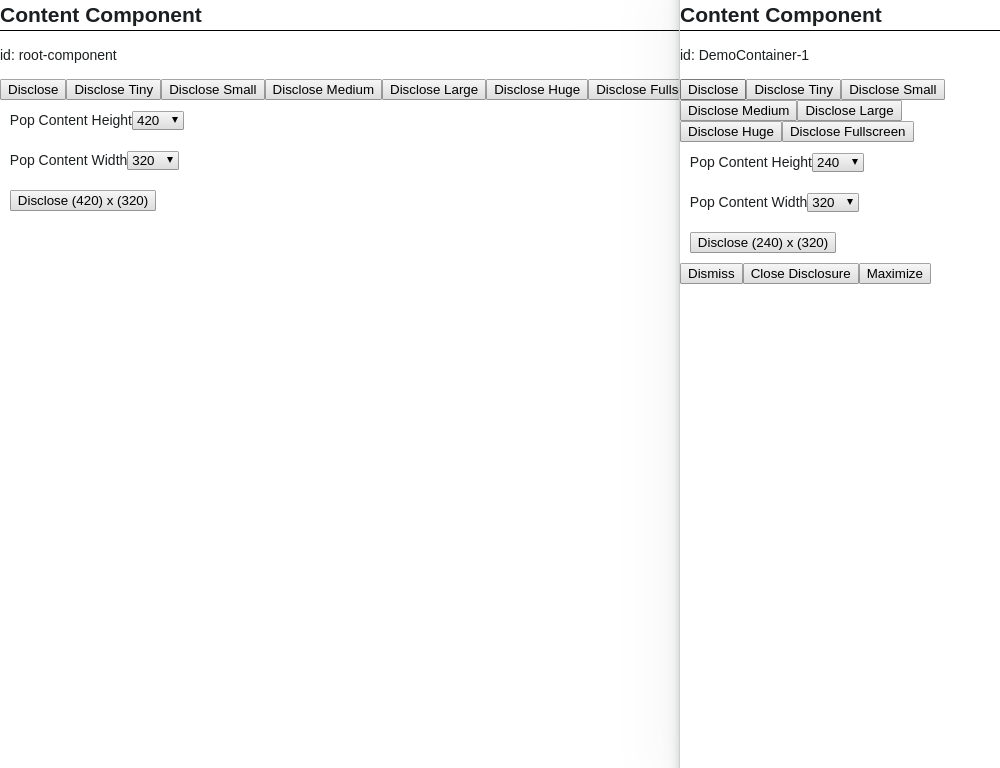 Content Component
id: root-component
Disclose Disclose Tiny Disclose Small Disclose Medium Disclose Large Disclose Huge Disclose Fulls
Pop Content Height 420
Pop Content Width 320
Disclose (420) x (320)
Content Component
id: DemoContainer-1
Disclose Disclose Tiny Disclose Small
Disclose Medium Disclose Large
Disclose Huge Disclose Fullscreen
Pop Content Height 240
Pop Content Width 320
Disclose (240) x (320)
Dismiss Close Disclosure Maximize